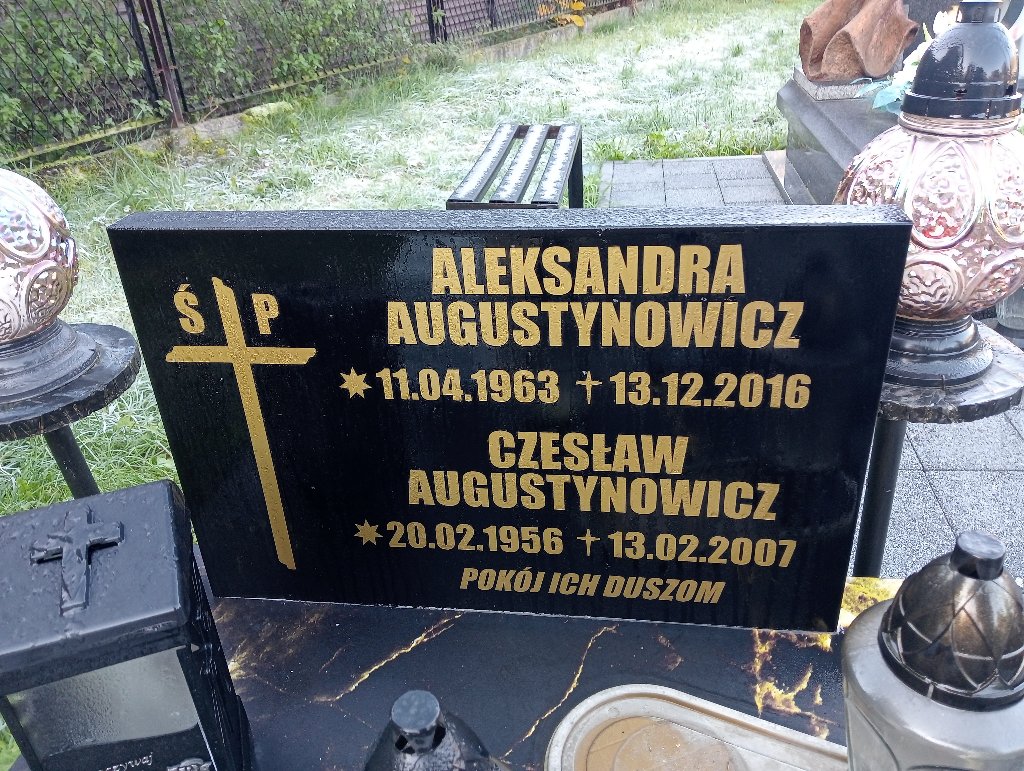 Ś P
ALEKSANDRA
AUGUSTYNOWICZ
11.04.1963 13.12.2016
CZESŁAW
AUGUSTYNOWICZ
20.02.1956 13.02.2007
POKÓJ ICH DUSZOM